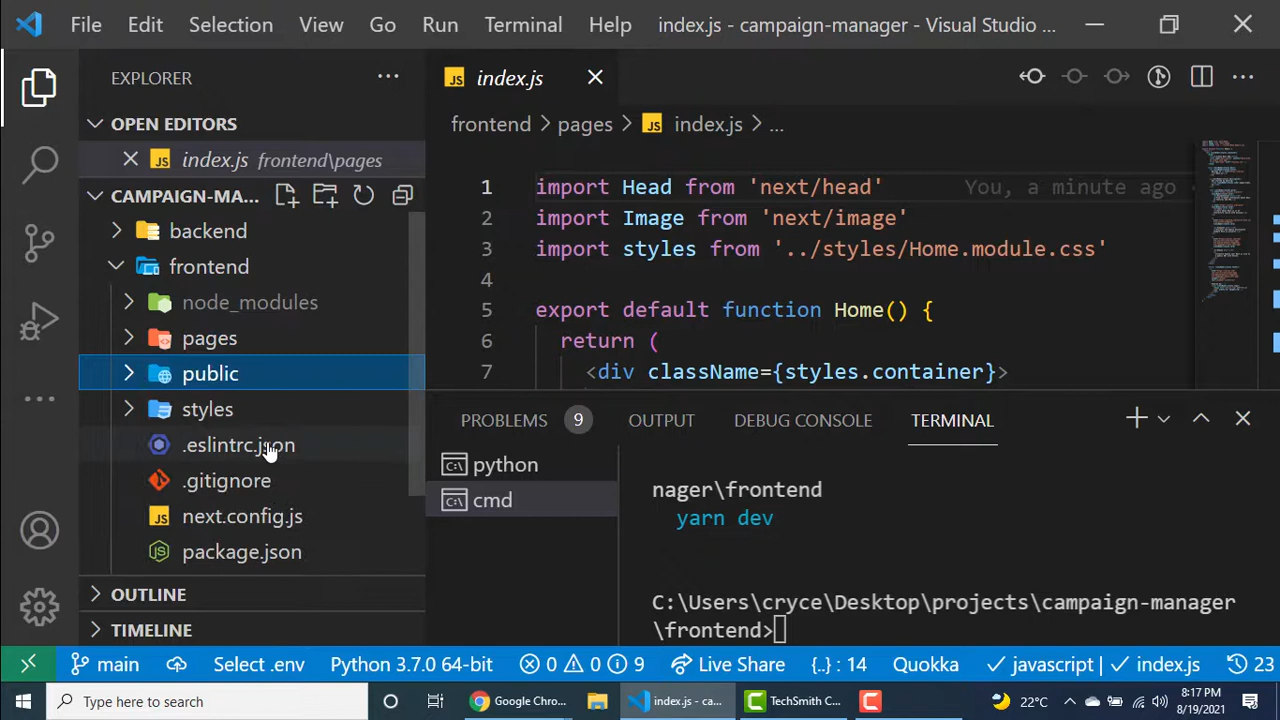 File Edit Selection View Go Run Terminal Help index.js - campaign-manager - Visual Studio ...
EXPLORER
OPEN EDITORS
JS index.js frontend\pages
CAMPAIGN-MA...
backend
frontend
node_modules
pages
public
styles
.eslintrc.json
.gitignore
JS next.config.js
package.json
OUTLINE
TIMELINE
JS index.js
frontend > pages > JS index.js > ...
1 import Head from 'next/head' You, a minute ago
2 import Image from 'next/image'
3 import styles from '../styles/Home.module.css'
4
5 export default function Home() {
6 return (
7 <div className={styles.container}>
PROBLEMS 9 OUTPUT DEBUG CONSOLE TERMINAL
python
cmd
nager\frontend
yarn dev
C:\Users\cryce\Desktop\projects\campaign-manager
\frontend>
main Select .env Python 3.7.0 64-bit 0 0 9 Live Share {..} : 14 Quokka javascript | index.js 23
Type here to search Google Chro... index.js - ca... TechSmith C... 22°C 8:17 PM
8/19/2021